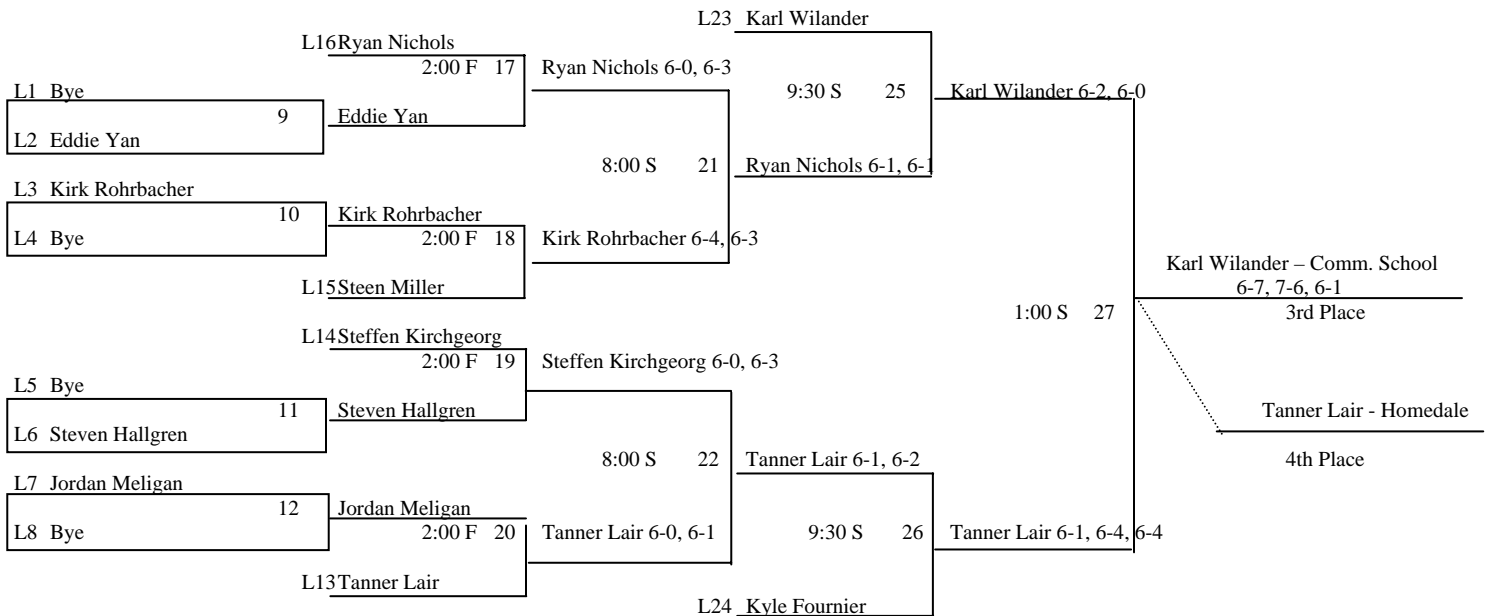 L23 Karl Wilander
L16 Ryan Nichols
2:00 F 17 Ryan Nichols 6-0, 6-3
L1 Bye
9:30 S 25 Karl Wilander 6-2, 6-0
9 Eddie Yan
L2 Eddie Yan
8:00 S 21 Ryan Nichols 6-1, 6-1
L3 Kirk Rohrbacher
10 Kirk Rohrbacher
L4 Bye
2:00 F 18 Kirk Rohrbacher 6-4, 6-3
Karl Wilander – Comm. School
L15 Steen Miller
6-7, 7-6, 6-1
1:00 S 27
3rd Place
L14 Steffen Kirchgeorg
2:00 F 19 Steffen Kirchgeorg 6-0, 6-3
L5 Bye
11 Steven Hallgren
Tanner Lair - Homedale
L6 Steven Hallgren
8:00 S 22 Tanner Lair 6-1, 6-2
4th Place
L7 Jordan Meligan
12 Jordan Meligan
L8 Bye
2:00 F 20 Tanner Lair 6-0, 6-1
9:30 S 26 Tanner Lair 6-1, 6-4, 6-4
L13 Tanner Lair
L24 Kyle Fournier